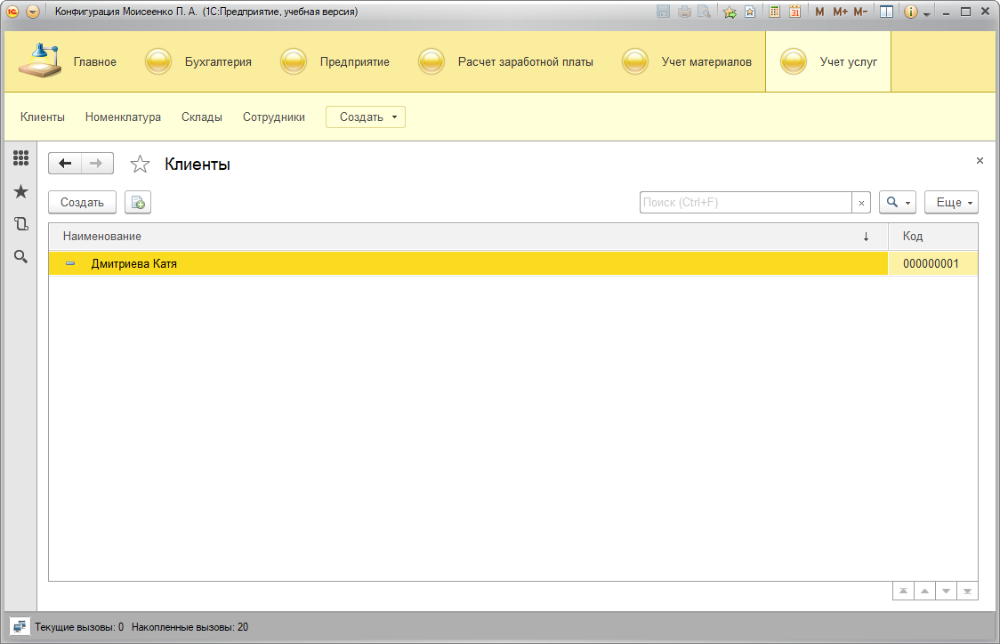 Конфигурация Моисеенко П. А. (1С:Предприятие, учебная версия)
31 M M+ M-
Главное Бухгалтерия Предприятие Расчет заработной платы Учет материалов Учет услуг
Клиенты Номенклатура Склады Сотрудники Создать
Клиенты
Создать Поиск (Ctrl+F) Еще
Наименование Код
Дмитриева Катя 000000001
Текущие вызовы: 0 Накопленные вызовы: 20